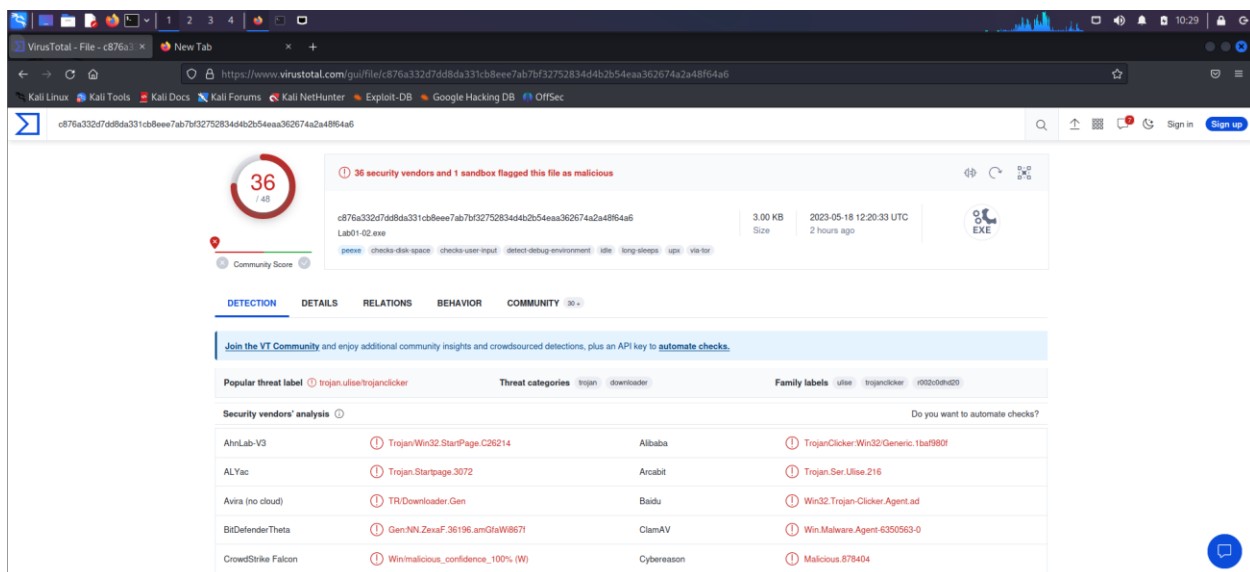 1 2 3 4
10:29
VirusTotal - File - c876a3
New Tab
https://www.virustotal.com/gui/file/c876a332d7dd8da331cb8eee7ab7bf32752834d4b2b54eaa362674a2a48f64a6
Kali Linux Kali Tools Kali Docs Kali Forums Kali NetHunter Exploit-DB Google Hacking DB OffSec
c876a332d7dd8da331cb8eee7ab7bf32752834d4b2b54eaa362674a2a48f64a6
7 Sign in Sign up
36
/ 48
Community Score
36 security vendors and 1 sandbox flagged this file as malicious
c876a332d7dd8da331cb8eee7ab7bf32752834d4b2b54eaa362674a2a48f64a6
Lab01-02.exe
3.00 KB
Size
2023-05-18 12:20:33 UTC
2 hours ago
EXE
peexe checks-disk-space checks-user-input detect-debug-environment idle long-sleeps upx via-tor
DETECTION DETAILS RELATIONS BEHAVIOR COMMUNITY 30 +
Join the VT Community and enjoy additional community insights and crowdsourced detections, plus an API key to automate checks.
Popular threat label trojan.ulise/trojanclicker Threat categories trojan downloader Family labels ulise trojanclicker r002c0dhd20
Security vendors' analysis Do you want to automate checks?
AhnLab-V3 Trojan/Win32.StartPage.C26214 Alibaba TrojanClicker:Win32/Generic.1baf980f
ALYac Trojan.Startpage.3072 Arcabit Trojan.Ser.Ulise.216
Avira (no cloud) TR/Downloader.Gen Baidu Win32.Trojan-Clicker.Agent.ad
BitDefenderTheta Gen:NN.ZexaF.36196.amGfaWi867f ClamAV Win.Malware.Agent-6350563-0
CrowdStrike Falcon Win/malicious_confidence_100% (W) Cybereason Malicious.878404